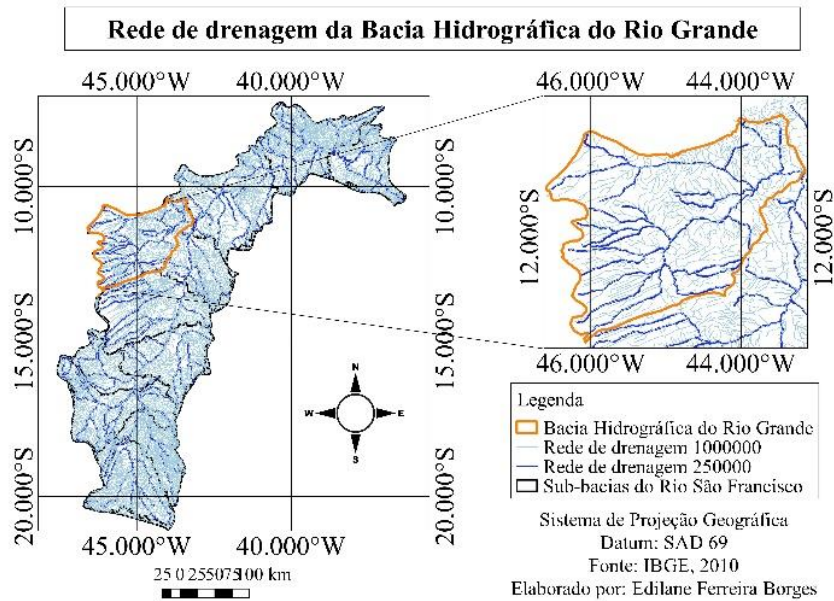 Rede de drenagem da Bacia Hidrográfica do Rio Grande
45.000°W 40.000°W
46.000°W 44.000°W
10.000°S
15.000°S
20.000°S
10.000°S
15.000°S
20.000°S
12.000°S
12.000°S
N
W E
S
45.000°W 40.000°W
25 0 255075100 km
46.000°W 44.000°W
Legenda
Bacia Hidrográfica do Rio Grande
Rede de drenagem 1000000
Rede de drenagem 250000
Sub-bacias do Rio São Francisco
Sistema de Projeção Geográfica
Datum: SAD 69
Fonte: IBGE, 2010
Elaborado por: Edilane Ferreira Borges